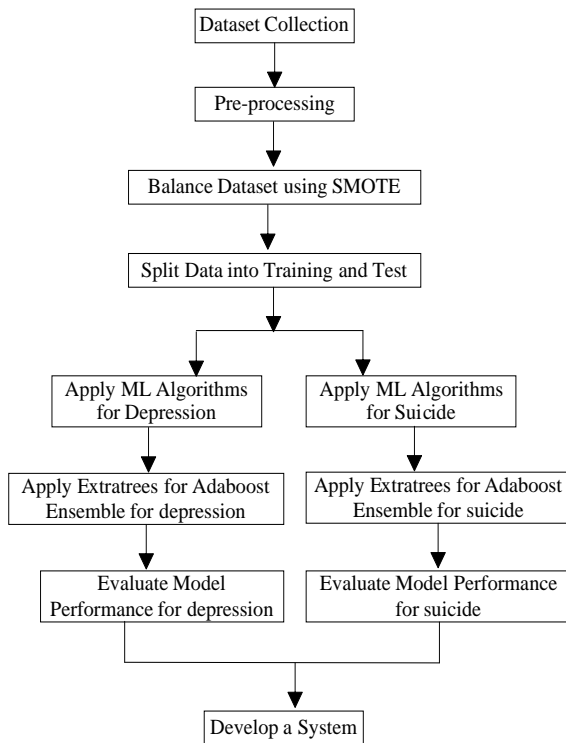 Dataset Collection
Pre-processing
Balance Dataset using SMOTE
Split Data into Training and Test
Apply ML Algorithms
for Depression
Apply ML Algorithms
for Suicide
Apply Extratrees for Adaboost
Ensemble for depression
Apply Extratrees for Adaboost
Ensemble for suicide
Evaluate Model
Performance for depression
Evaluate Model Performance
for suicide
Develop a System